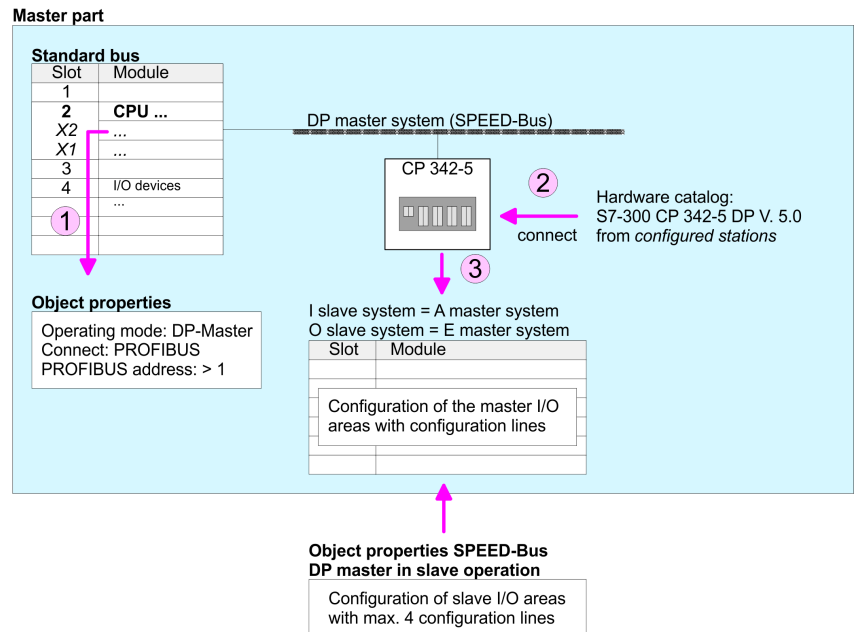 Master part
Standard bus
Slot Module
1
2 CPU ...
X2 ...
X1 ...
3
4 I/O devices
...
1
DP master system (SPEED-Bus)
CP 342-5
2
connect
Hardware catalog:
S7-300 CP 342-5 DP V. 5.0
from configured stations
3
Object properties
Operating mode: DP-Master
Connect: PROFIBUS
PROFIBUS address: > 1
I slave system = A master system
O slave system = E master system
Slot Module
Configuration of the master I/O
areas with configuration lines
Object properties SPEED-Bus
DP master in slave operation
Configuration of slave I/O areas
with max. 4 configuration lines